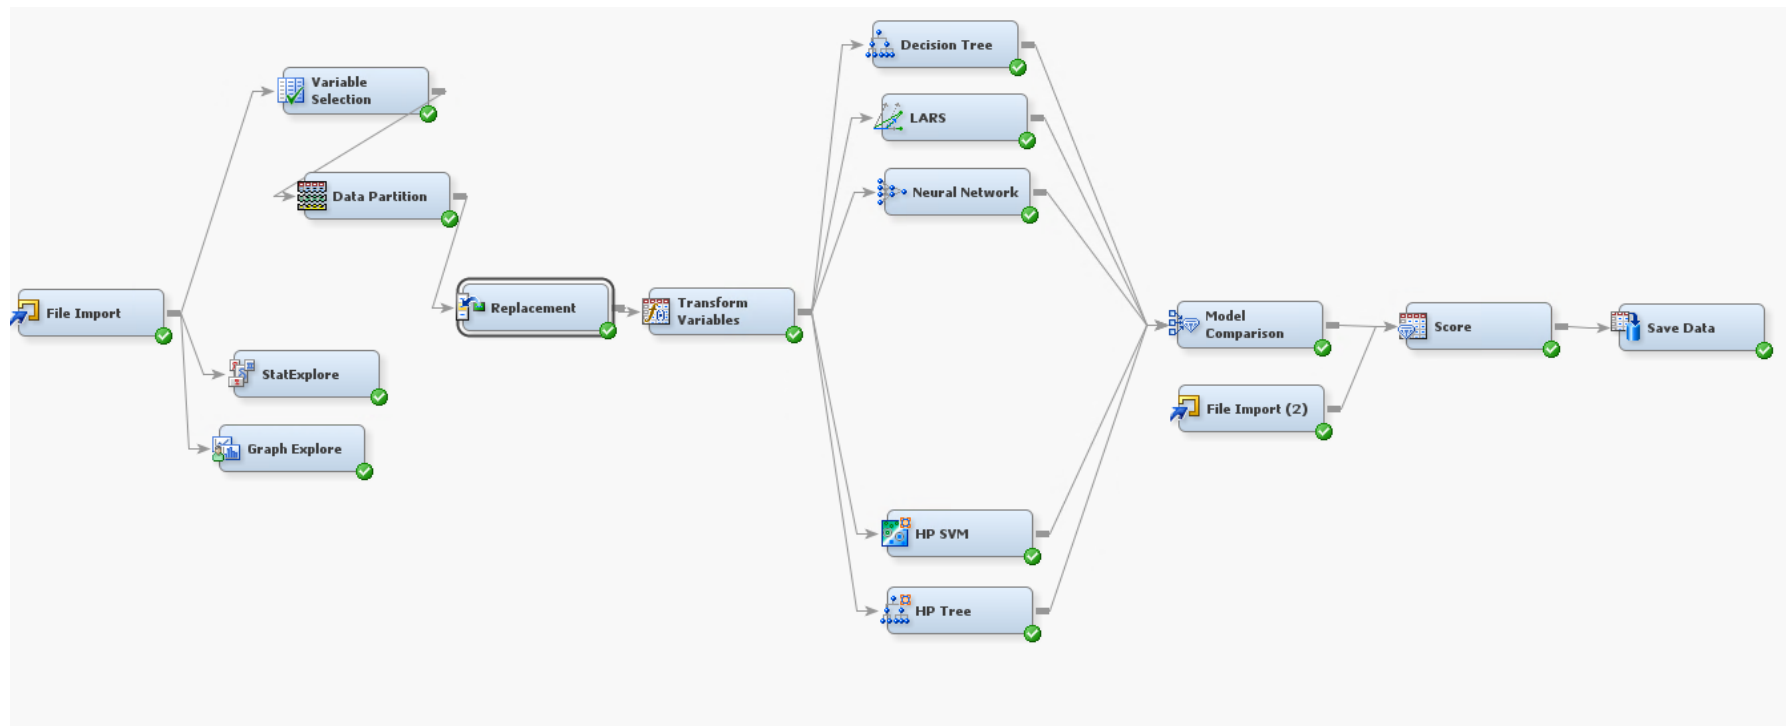 File Import
Variable
Selection
Data Partition
StatExplore
Graph Explore
Replacement
Transform
Variables
Decision Tree
LARS
Neural Network
HP SVM
HP Tree
Model
Comparison
File Import (2)
Score
Save Data